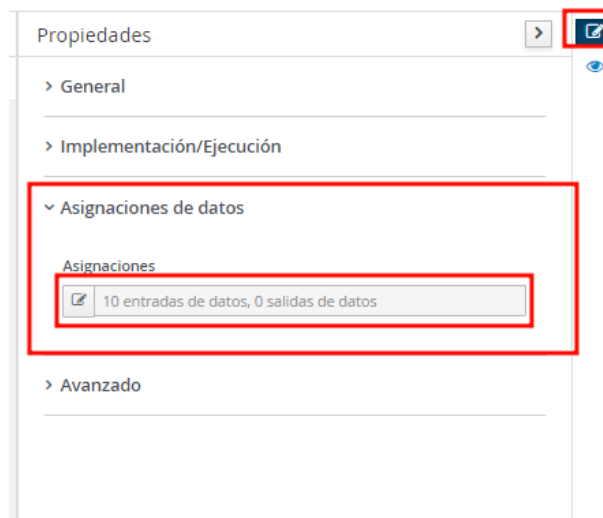 Propiedades
General
Implementación/Ejecución
Asignaciones de datos
Asignaciones
10 entradas de datos, 0 salidas de datos
Avanzado